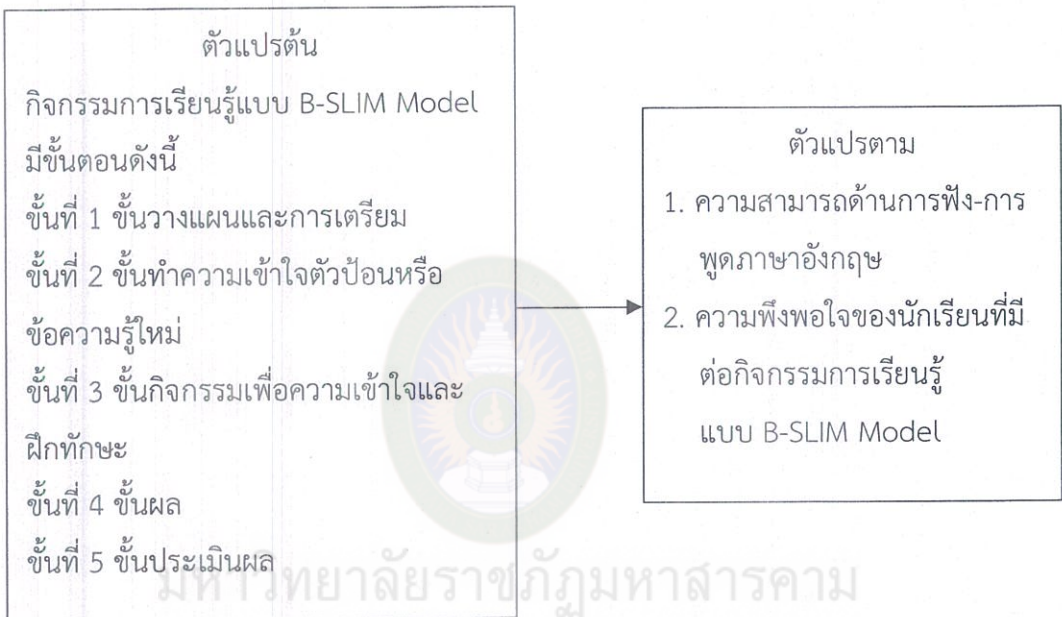 ตัวแปรต้น
กิจกรรมการเรียนรู้แบบ B-SLIM Model
มีขั้นตอนดังนี้
ขั้นที่ 1 ขั้นวางแผนและการเตรียม
ขั้นที่ 2 ขั้นทำความเข้าใจตัวป้อนหรือ
ข้อความรู้ใหม่
ขั้นที่ 3 ขั้นกิจกรรมเพื่อความเข้าใจและ
ฝึกทักษะ
ขั้นที่ 4 ขั้นผล
ขั้นที่ 5 ขั้นประเมินผล
ตัวแปรตาม
1. ความสามารถด้านการฟัง-การ
พูดภาษาอังกฤษ
2. ความพึงพอใจของนักเรียนที่มี
ต่อกิจกรรมการเรียนรู้
แบบ B-SLIM Model
มหาวิทยาลัยราชภัฏมหาสารคาม